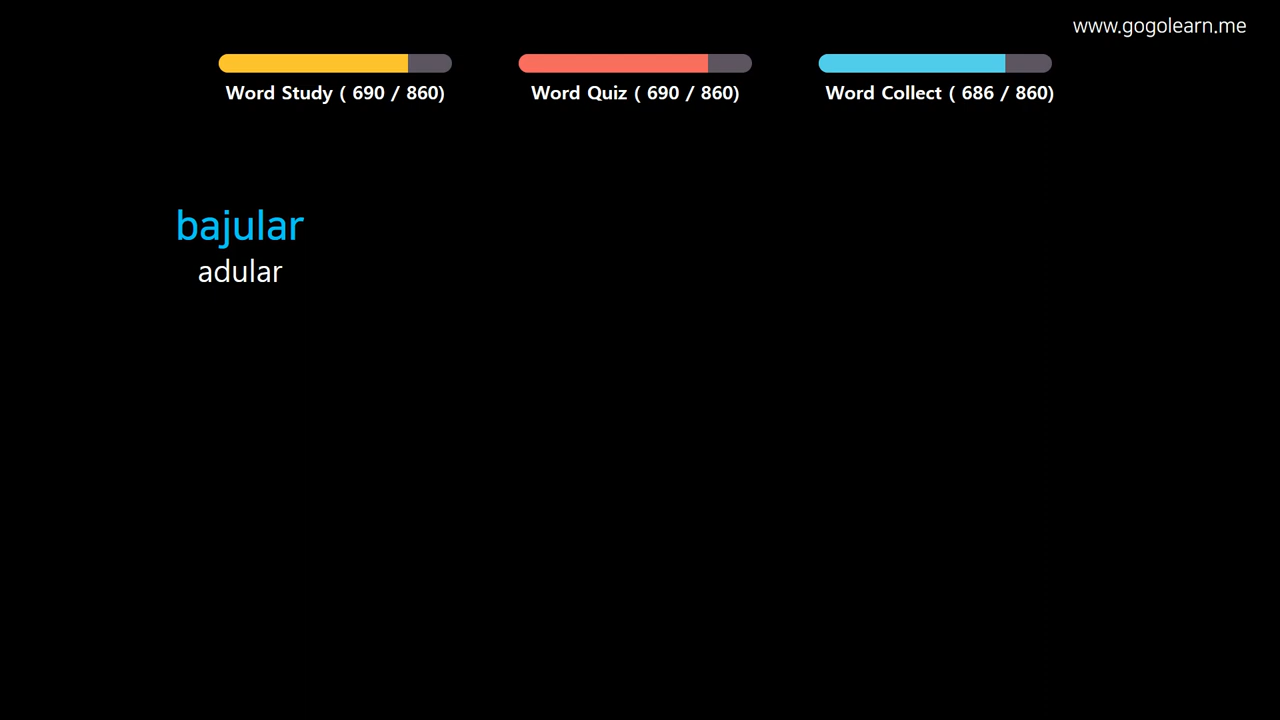 www.gogolearn.me
Word Study ( 690 / 860)
Word Quiz ( 690 / 860)
Word Collect ( 686 / 860)
bajular
adular